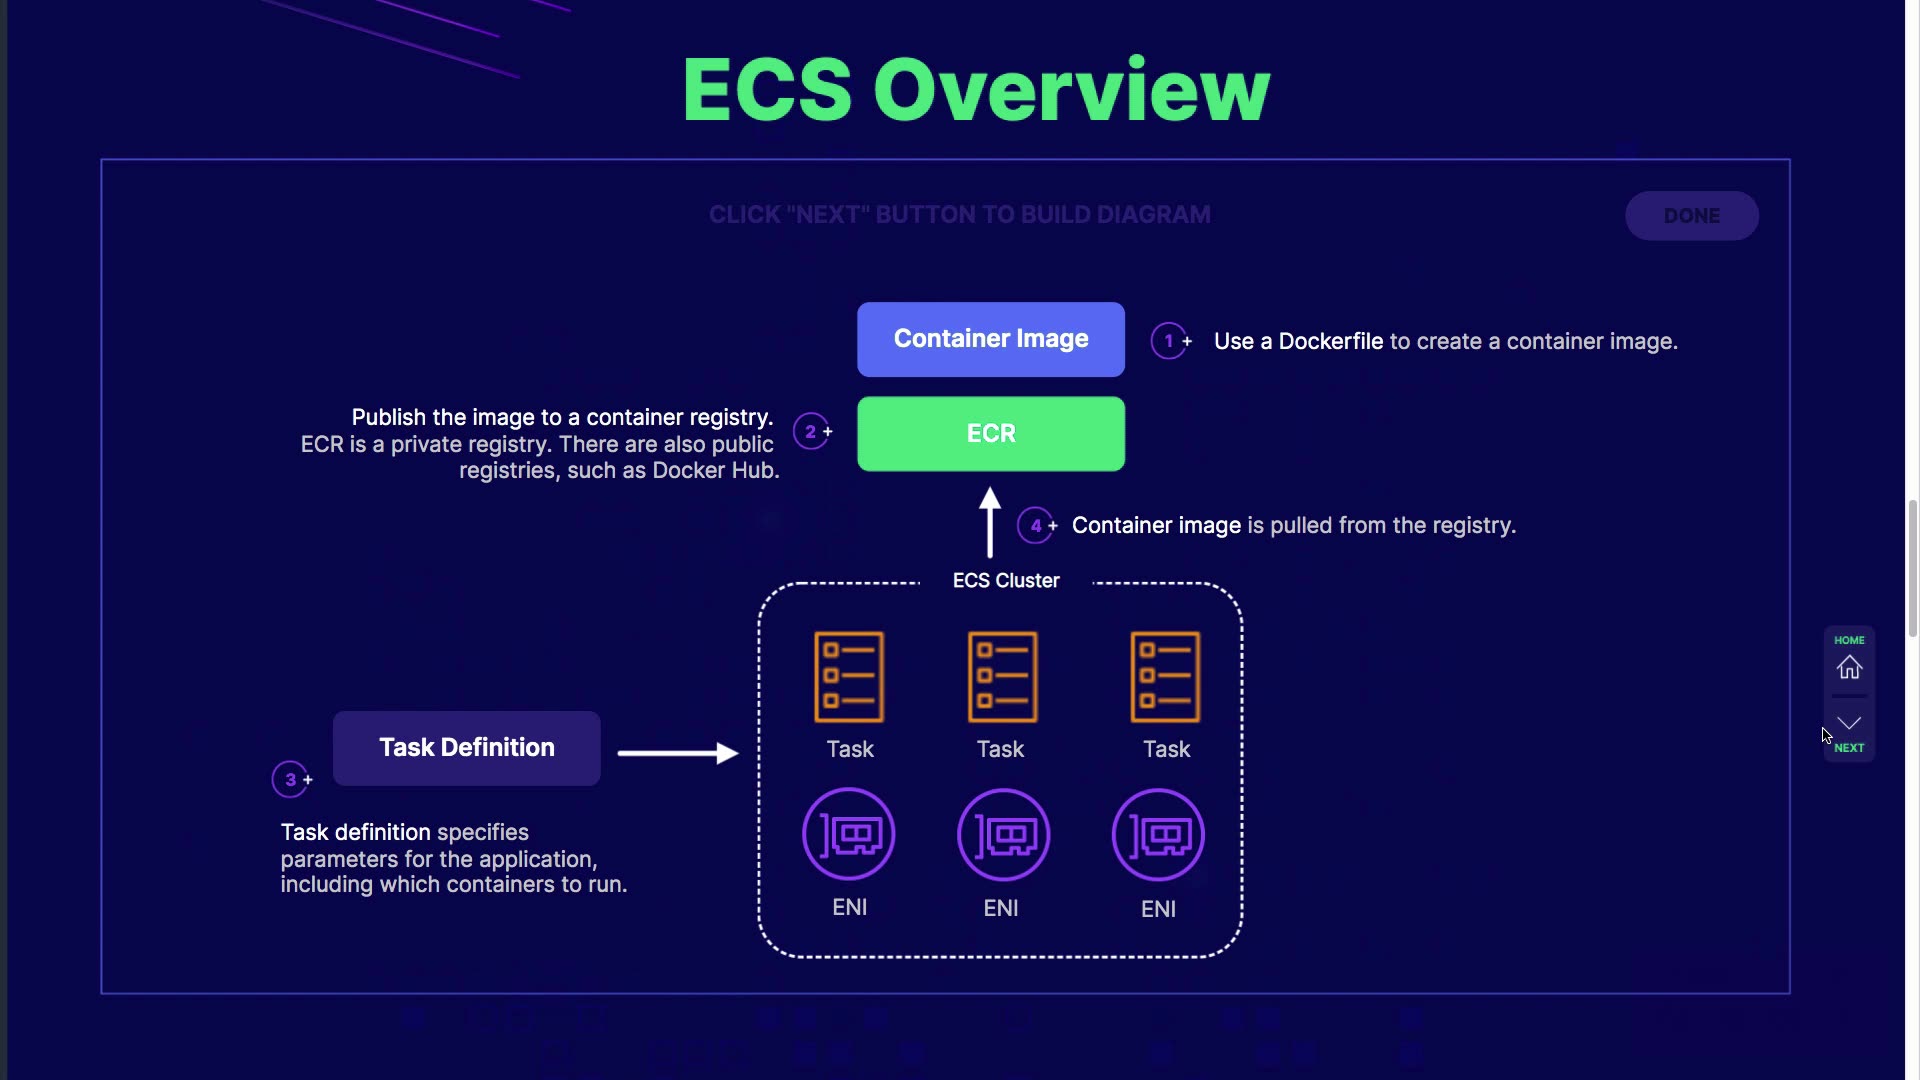 ECS Overview
CLICK "NEXT" BUTTON TO BUILD DIAGRAM
DONE
Container Image
1+
Use a Dockerfile to create a container image.
Publish the image to a container registry.
ECR is a private registry. There are also public
registries, such as Docker Hub.
2+
ECR
4+
Container image is pulled from the registry.
ECS Cluster
Task
Task
Task
ENI
ENI
ENI
Task Definition
3+
Task definition specifies
parameters for the application,
including which containers to run.
HOME
NEXT